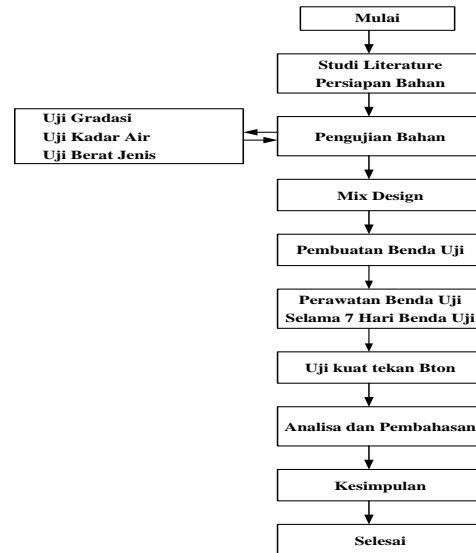 Mulai
Studi Literature
Persiapan Bahan
Uji Gradasi
Uji Kadar Air
Uji Berat Jenis
Pengujian Bahan
Mix Design
Pembuatan Benda Uji
Perawatan Benda Uji
Selama 7 Hari Benda Uji
Uji kuat tekan Bton
Analisa dan Pembahasan
Kesimpulan
Selesai